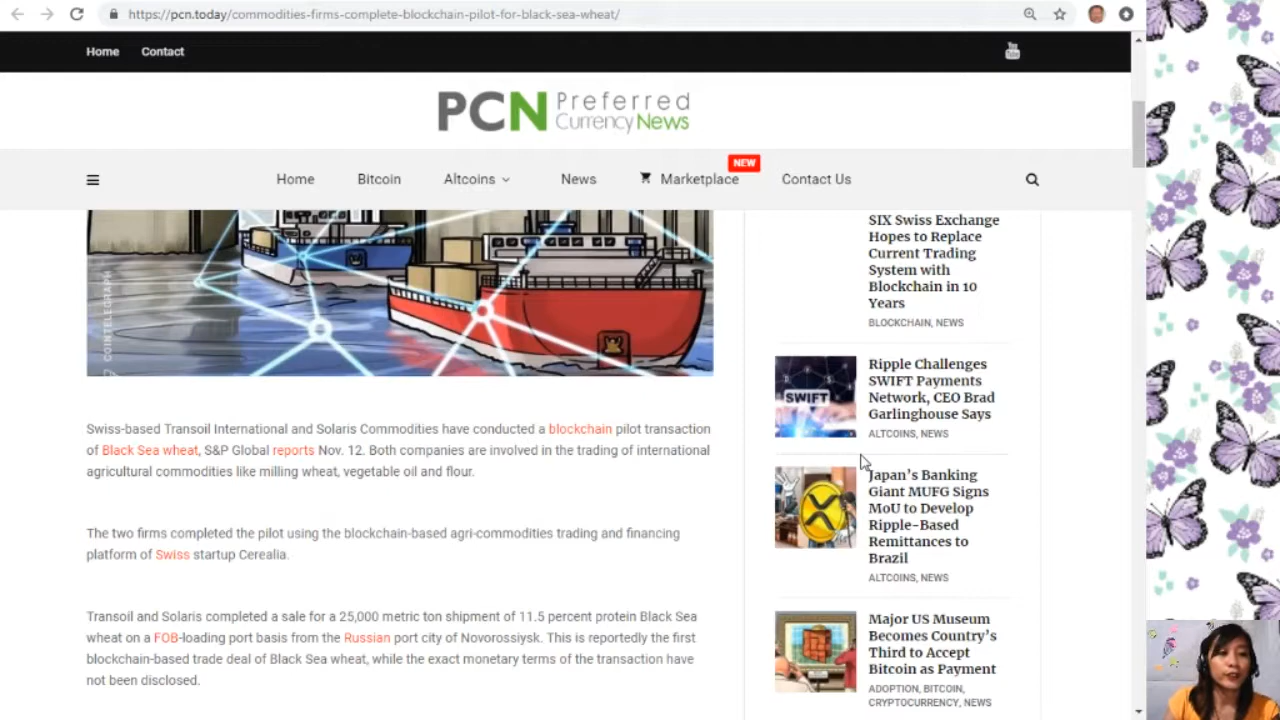 https://pcn.today/commodities-firms-complete-blockchain-pilot-for-black-sea-wheat/
Home Contact
You Tube
PCN Preferred
Currency News
NEW
Home Bitcoin Altcoins News Marketplace Contact Us
COINTELEGRAPH
Swiss-based Transoil International and Solaris Commodities have conducted a blockchain pilot transaction
of Black Sea wheat, S&P Global reports Nov. 12. Both companies are involved in the trading of international
agricultural commodities like milling wheat, vegetable oil and flour.
The two firms completed the pilot using the blockchain-based agri-commodities trading and financing
platform of Swiss startup Cerealia.
Transoil and Solaris completed a sale for a 25,000 metric ton shipment of 11.5 percent protein Black Sea
wheat on a FOB-loading port basis from the Russian port city of Novorossiysk. This is reportedly the first
blockchain-based trade deal of Black Sea wheat, while the exact monetary terms of the transaction have
not been disclosed.
SIX Swiss Exchange
Hopes to Replace
Current Trading
System with
Blockchain in 10
Years
BLOCKCHAIN, NEWS
SWIFT
Ripple Challenges
SWIFT Payments
Network, CEO Brad
Garlinghouse Says
ALTCOINS, NEWS
Japan's Banking
Giant MUFG Signs
MoU to Develop
Ripple-Based
Remittances to
Brazil
ALTCOINS, NEWS
Major US Museum
Becomes Country's
Third to Accept
Bitcoin as Payment
ADOPTION, BITCOIN,
CRYPTOCURRENCY, NEWS